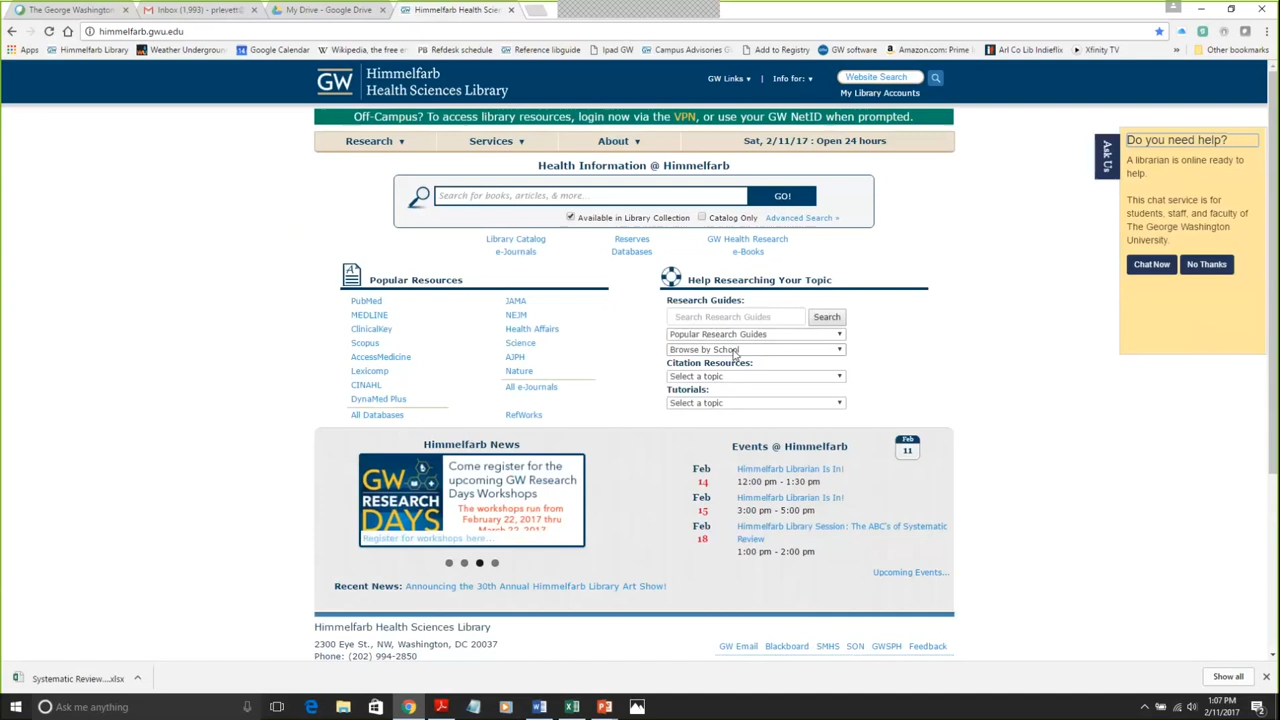 The George Washington
Inbox (1,993) - prlevett@
My Drive - Google Drive
Himmelfarb Health Scien
himmelfarb.gwu.edu
Apps Himmelfarb Library Weather Underground Google Calendar Wikipedia, the free en Refdesk schedule Reference libguide Ipad GW Campus Advisories G Add to Registry GW software Amazon.com: Prime I Arl Co Lib Indieflix Xfinity TV » Other bookmarks
GW Himmelfarb
Health Sciences Library
GW Links ▾ | Info for: ▾ Website Search
My Library Accounts
Off-Campus? To access library resources, login now via the VPN, or use your GW NetID when prompted.
Research ▾ Services ▾ About ▾ Sat, 2/11/17 : Open 24 hours
Health Information @ Himmelfarb
Search for books, articles, & more... GO!
Available in Library Collection Catalog Only Advanced Search »
Library Catalog Reserves GW Health Research
e-Journals Databases e-Books
Popular Resources
PubMed JAMA
MEDLINE NEJM
ClinicalKey Health Affairs
Scopus Science
AccessMedicine AJPH
Lexicomp Nature
CINAHL All e-Journals
DynaMed Plus
All Databases RefWorks
Help Researching Your Topic
Research Guides:
Search Research Guides Search
Popular Research Guides
Browse by School
Citation Resources:
Select a topic
Tutorials:
Select a topic
Ask Us
Do you need help?
A librarian is online ready to
help.
This chat service is for
students, staff, and faculty of
The George Washington
University.
Chat Now No Thanks
Himmelfarb News
GW
RESEARCH
DAYS
Come register for the
upcoming GW Research
Days Workshops
The workshops run from
February 22, 2017 thru
March 22, 2017
Register for workshops here...
Recent News: Announcing the 30th Annual Himmelfarb Library Art Show!
Events @ Himmelfarb Feb
11
Feb Himmelfarb Librarian Is In!
14 12:00 pm - 1:30 pm
Feb Himmelfarb Librarian Is In!
15 3:00 pm - 5:00 pm
Feb Himmelfarb Library Session: The ABC's of Systematic
18 Review
1:00 pm - 2:00 pm
Upcoming Events...
Himmelfarb Health Sciences Library
2300 Eye St., NW, Washington, DC 20037
Phone: (202) 994-2850
GW Email Blackboard SMHS SON GWSPH Feedback
Systematic Review....xlsx Show all
Ask me anything
1:07 PM
2/11/2017
2